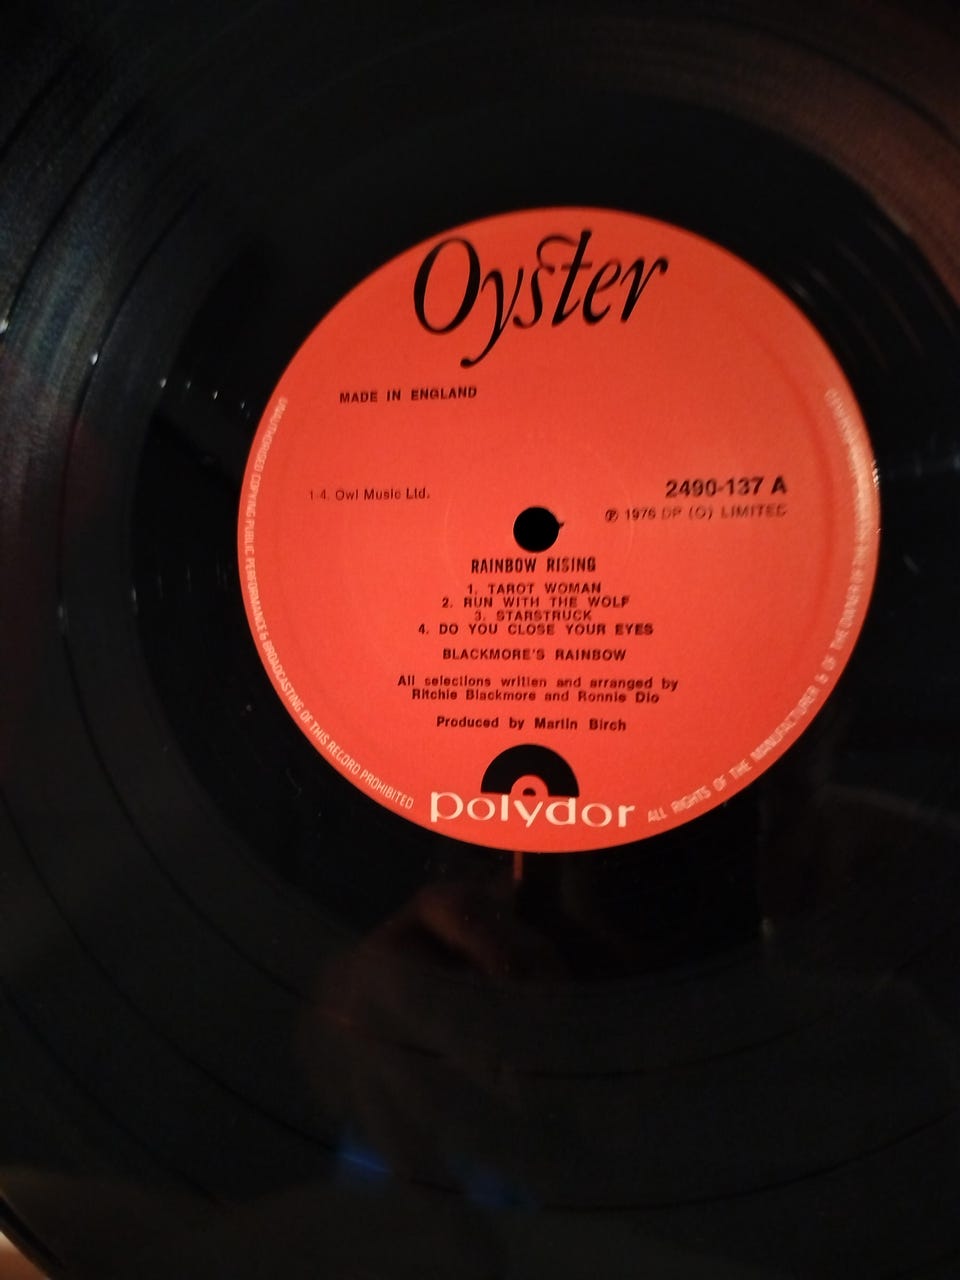 Oyster
MADE IN ENGLAND
1-4. Owl Music Ltd.
2490-137 A
℗ 1976 DP (O) LIMITED
RAINBOW RISING
1. TAROT WOMAN
2. RUN WITH THE WOLF
3. STARSTRUCK
4. DO YOU CLOSE YOUR EYES
BLACKMORE'S RAINBOW
All selections written and arranged by
Ritchie Blackmore and Ronnie Dio
Produced by Martin Birch
polydor
ALL RIGHTS OF THE MANUFACTURER & OF THE OWNER OF
UNAUTHORISED COPYING PUBLIC PERFORMANCE & BROADCASTING OF THIS RECORD PROHIBITED